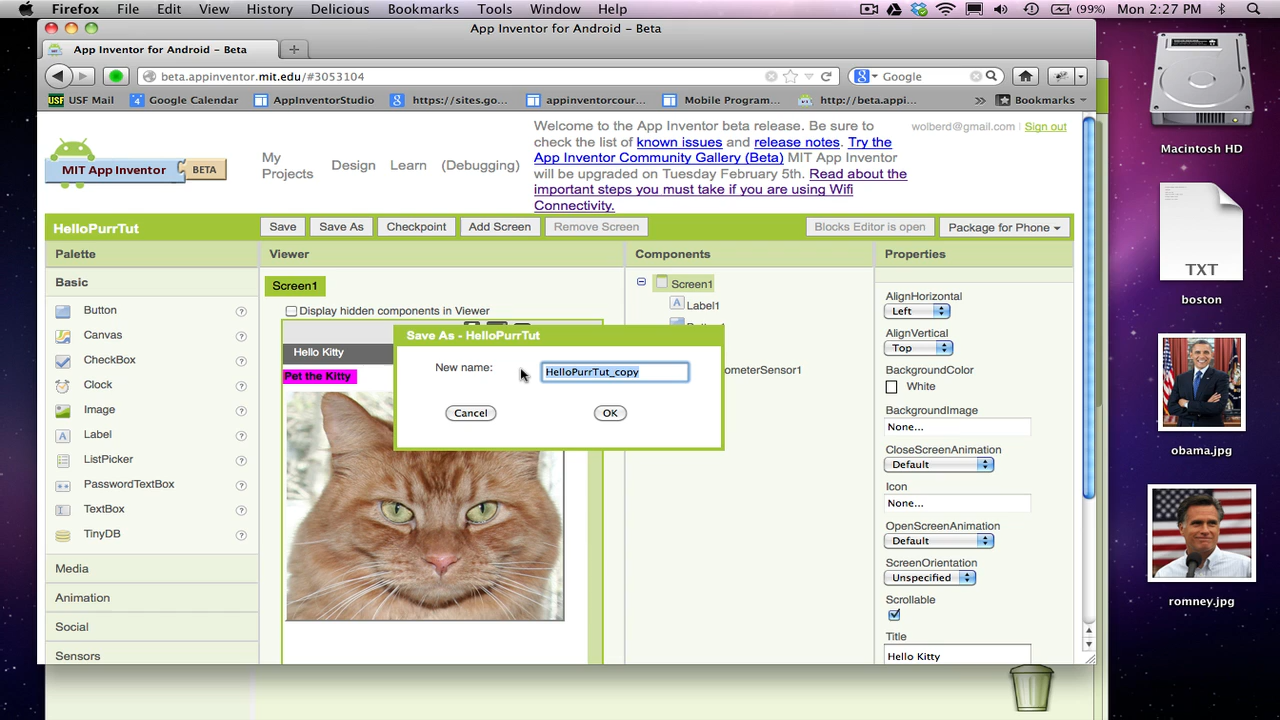 Firefox File Edit View History Delicious Bookmarks Tools Window Help (99%) Mon 2:27 PM
App Inventor for Android - Beta
App Inventor for Android - Beta
beta.appinventor.mit.edu/#3053104
Google
USF Mail Google Calendar AppInventorStudio https://sites.go... appinventorcour... Mobile Program... http://beta.appi... » Bookmarks
Macintosh HD
TXT
boston
obama.jpg
romney.jpg
MIT App Inventor BETA
My Projects
Design
Learn
(Debugging)
Welcome to the App Inventor beta release. Be sure to
check the list of known issues and release notes. Try the
App Inventor Community Gallery (Beta) MIT App Inventor
will be upgraded on Tuesday February 5th. Read about the
important steps you must take if you are using Wifi
Connectivity.
wolberd@gmail.com | Sign out
HelloPurrTut Save Save As Checkpoint Add Screen Remove Screen Blocks Editor is open Package for Phone
Palette Viewer Components Properties
Basic
Button ?
Canvas ?
CheckBox ?
Clock ?
Image ?
Label ?
ListPicker ?
PasswordTextBox ?
TextBox ?
TinyDB ?
Media
Animation
Social
Sensors
Screen1
Display hidden components in Viewer
Hello Kitty
Pet the Kitty
Save As - HelloPurrTut
New name: HelloPurrTut_copy
Cancel OK
Screen1
A Label1
ometerSensor1
AlignHorizontal
Left
AlignVertical
Top
BackgroundColor
White
BackgroundImage
None...
CloseScreenAnimation
Default
Icon
None...
OpenScreenAnimation
Default
ScreenOrientation
Unspecified
Scrollable
Title
Hello Kitty